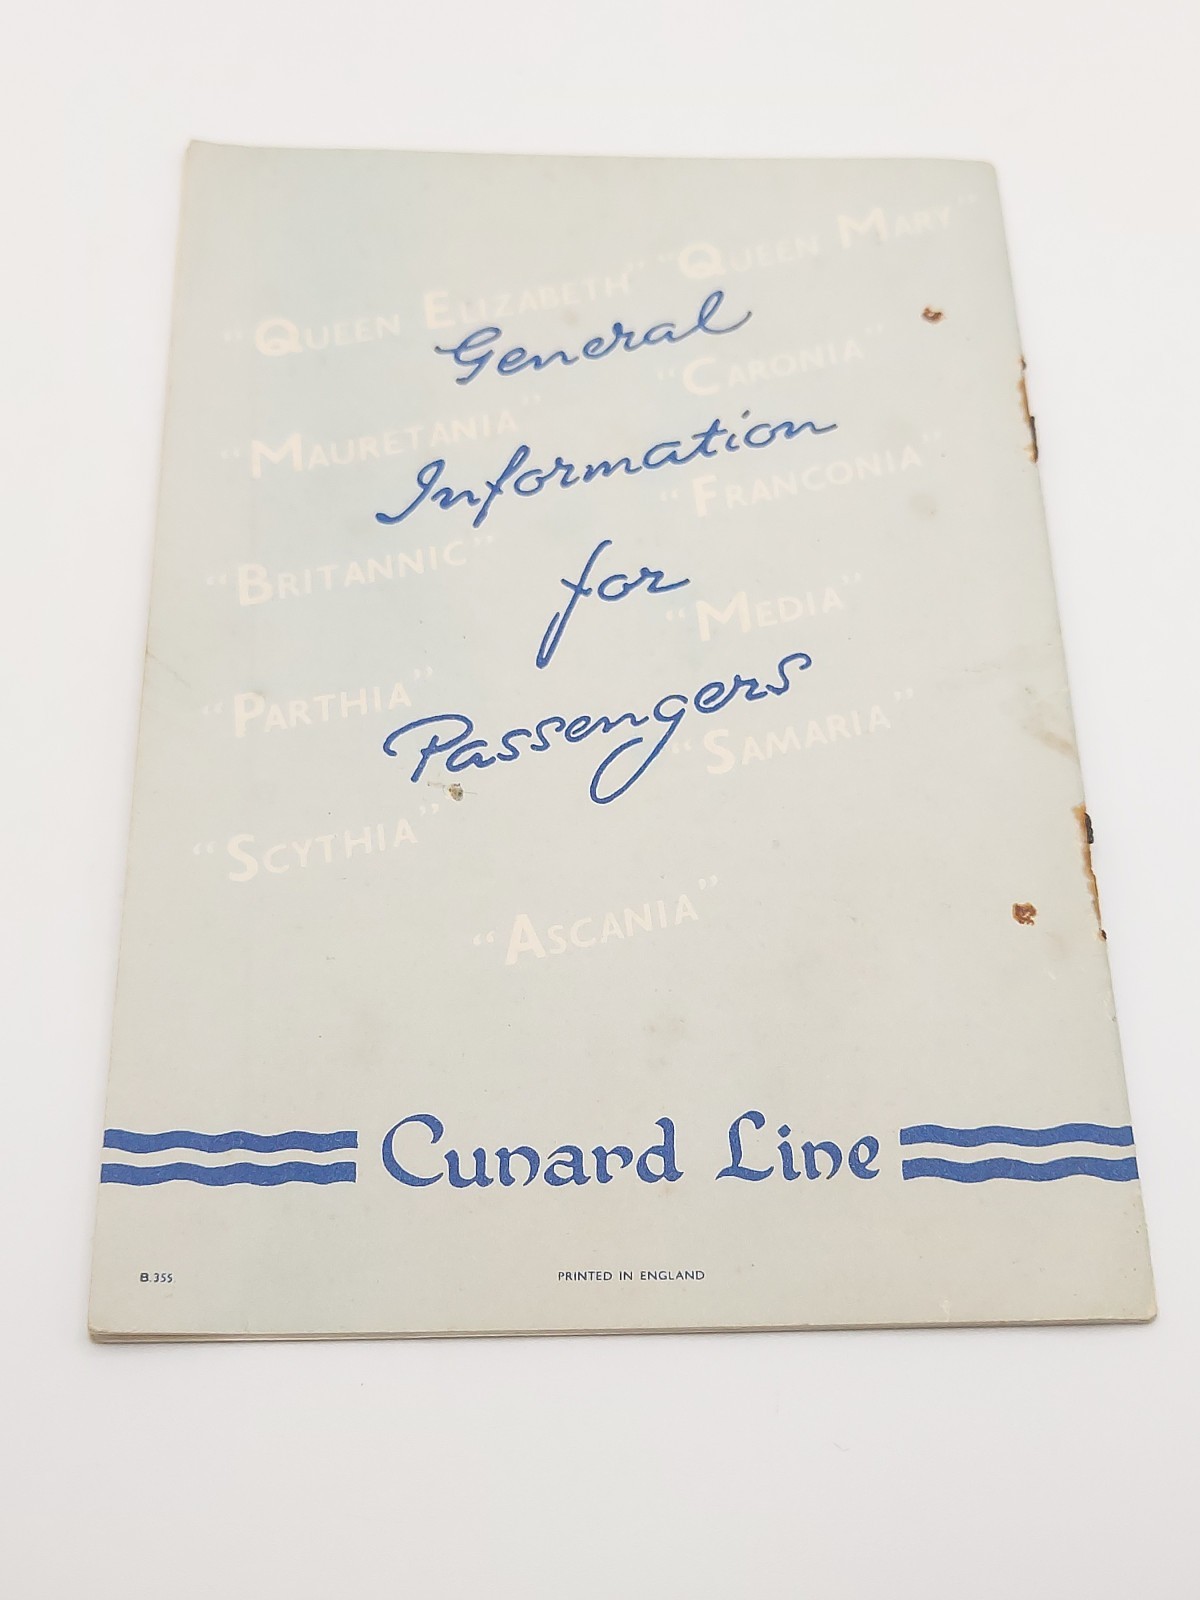 "QUEEN ELIZABETH" "QUEEN MARY"
General
"CARONIA"
"MAURETANIA"
Information
"FRANCONIA"
"BRITANNIC"
for
"MEDIA"
"PARTHIA"
Passengers
"SAMARIA"
"SCYTHIA"
"ASCANIA"
Cunard Line
B.355
PRINTED IN ENGLAND